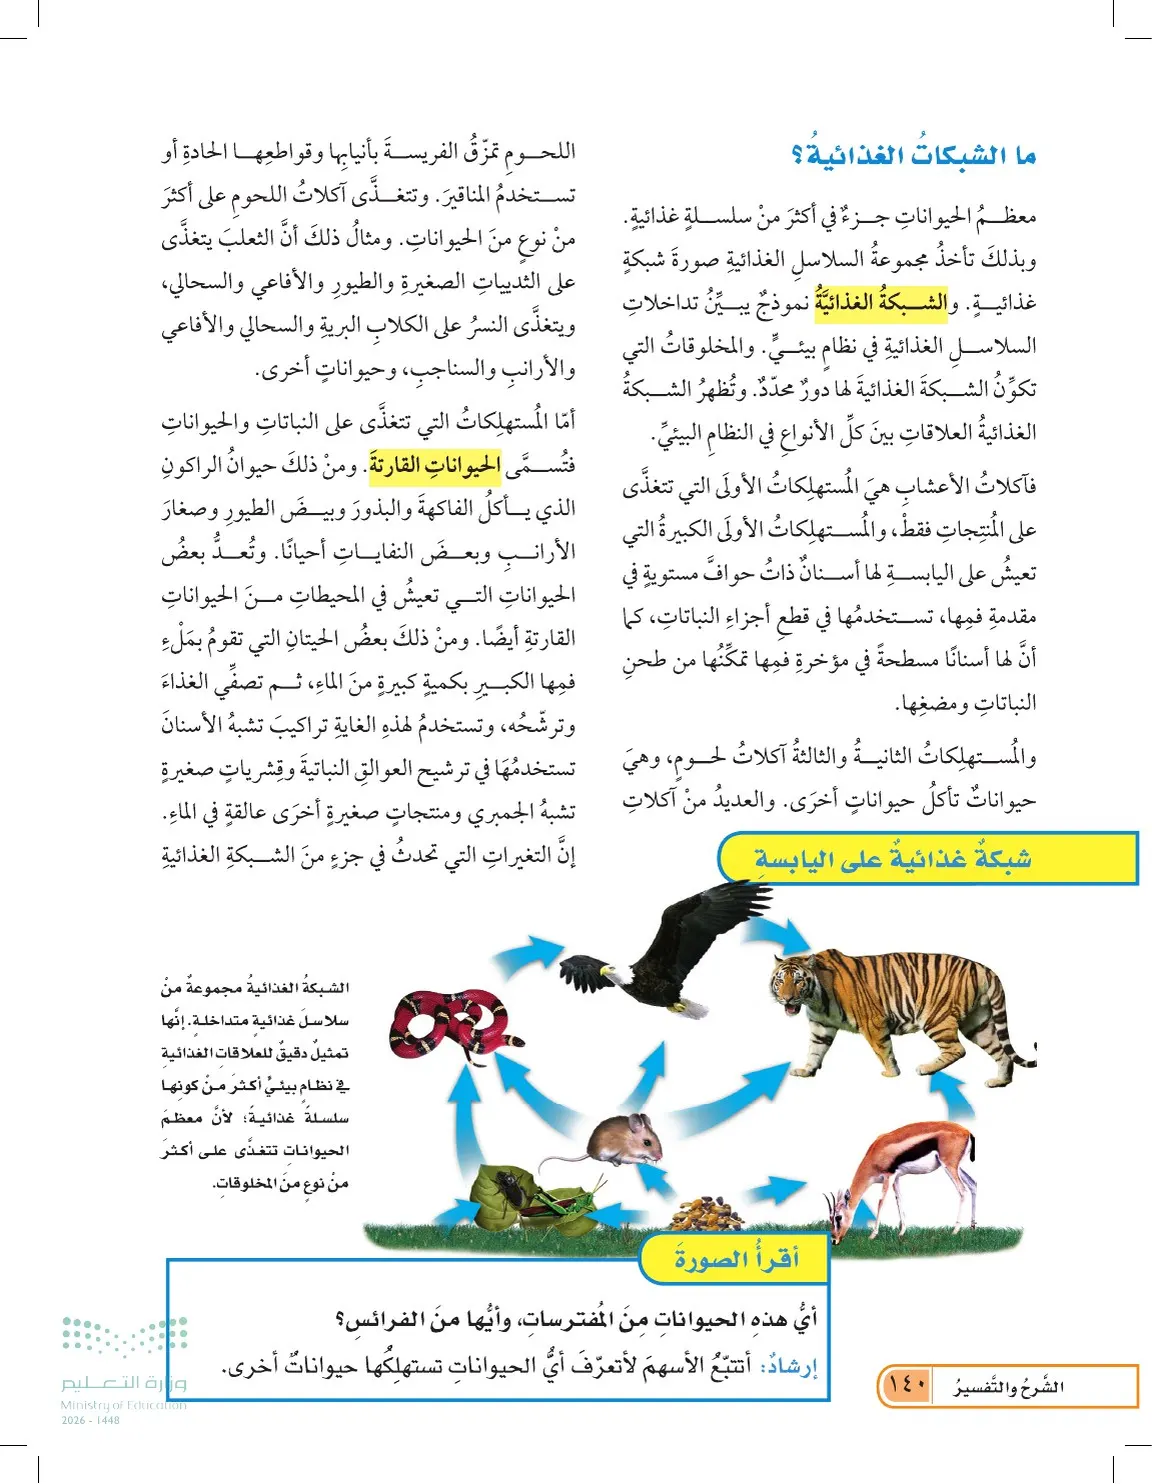 ما الشبكاتُ الغذائيةُ؟
معظمُ الحيواناتِ جزءٌ في أكثرَ منْ سلسلةٍ غذائيةٍ.
وبذلكَ تأخذُ مجموعةُ السلاسلِ الغذائيةِ صورةَ شبكةٍ
غذائيةٍ. والشبكةُ الغذائيَّةُ نموذجٌ يبيِّنُ تداخلاتِ
السلاسلِ الغذائيةِ في نظامٍ بيئيٍّ. والمخلوقاتُ التي
تكوِّنُ الشبكةَ الغذائيةَ لها دورٌ محدّدٌ. وتُظهرُ الشبكةُ
الغذائيةُ العلاقاتِ بينَ كلِّ الأنواعِ في النظامِ البيئيِّ.
فآكلاتُ الأعشابِ هيَ المُستهلِكاتُ الأولَى التي تتغذَّى
على المُنتِجاتِ فقطْ، والمُستهلِكاتُ الأولَى الكبيرةُ التي
تعيشُ على اليابسةِ لها أسنانٌ ذاتُ حوافَّ مستويةٍ في
مقدمةِ فمِها، تستخدمُها في قطعِ أجزاءِ النباتاتِ، كما
أنَّ لها أسنانًا مسطحةً في مؤخرةِ فمِها تمكِّنُها من طحنِ
النباتاتِ ومضغِها.
والمُستهلِكاتُ الثانيةُ والثالثةُ آكلاتُ لحومٍ، وهيَ
حيواناتٌ تأكلُ حيواناتٍ أخرَى. والعديدُ منْ آكلاتِ
اللحومِ تمزّقُ الفريسةَ بأنيابِها وقواطعِها الحادةِ أو
تستخدمُ المناقيرَ. وتتغذَّى آكلاتُ اللحومِ على أكثرَ
منْ نوعٍ منَ الحيواناتِ. ومثالُ ذلكَ أنَّ الثعلبَ يتغذَّى
على الثديياتِ الصغيرةِ والطيورِ والأفاعي والسحالي،
ويتغذَّى النسرُ على الكلابِ البريةِ والسحالي والأفاعي
والأرانبِ والسناجبِ، وحيواناتٍ أخرى.
أمّا المُستهلِكاتُ التي تتغذَّى على النباتاتِ والحيواناتِ
فتُسمَّى الحيواناتِ القارتةَ. ومنْ ذلكَ حيوانُ الراكونِ
الذي يأكلُ الفاكهةَ والبذورَ وبيضَ الطيورِ وصغارَ
الأرانبِ وبعضَ النفاياتِ أحيانًا. وتُعدُّ بعضُ
الحيواناتِ التي تعيشُ في المحيطاتِ منَ الحيواناتِ
القارتةِ أيضًا. ومنْ ذلكَ بعضُ الحيتانِ التي تقومُ بمَلْءِ
فمِها الكبيرِ بكميةٍ كبيرةٍ منَ الماءِ، ثم تصفِّي الغذاءَ
وترشّحُه، وتستخدمُ لهذهِ الغايةِ تراكيبَ تشبهُ الأسنانَ
تستخدمُهَا في ترشيح العوالقِ النباتيةَ وقِشرياتٍ صغيرةٍ
تشبهُ الجمبري ومنتجاتٍ صغيرةٍ أخرَى عالقةٍ في الماءِ.
إنَّ التغيراتِ التي تحدثُ في جزءٍ منَ الشبكةِ الغذائيةِ
شبكةٌ غذائيةٌ على اليابسةِ
الشبكةُ الغذائيةُ مجموعةٌ منْ
سلاسلَ غذائيةٍ متداخلةٍ. إنَّها
تمثيلٌ دقيقٌ للعلاقاتِ الغذائيةِ
في نظامٍ بيئيٍّ أكثرَ منْ كونِها
سلسلةً غذائيةً؛ لأنَّ معظمَ
الحيواناتِ تتغذَّى على أكثرَ
منْ نوعٍ منَ المخلوقاتِ.
أقرأُ الصورةَ
أيُّ هذهِ الحيواناتِ مِنَ المُفترساتِ، وأيُّها منَ الفرائسِ؟
إرشادٌ: أتتبّعُ الأسهمَ لأتعرّفَ أيُّ الحيواناتِ تستهلِكُها حيواناتٌ أخرى.
وزارة التعليم
Ministry of Education
2026 - 1448
الشَّرحُ والتَّفسيرُ ١٤٠